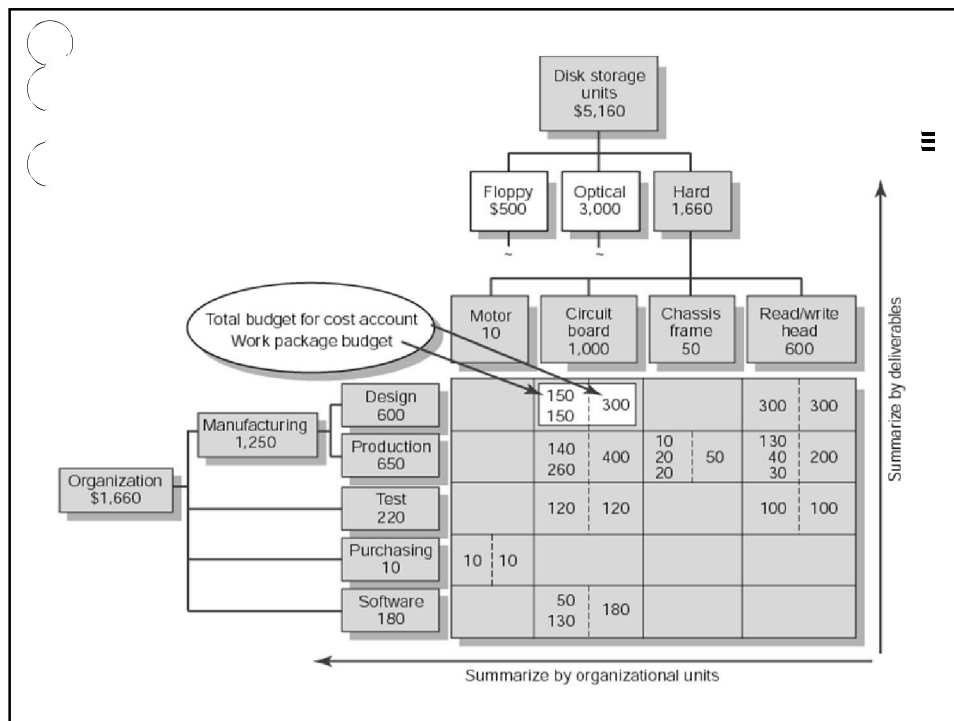 Disk storage
units
$5,160
Floppy
$500
Optical
3,000
Hard
1,660
~
~
Total budget for cost account
Work package budget
Motor
10
Circuit
board
1,000
Chassis
frame
50
Read/write
head
600
Summarize by deliverables
Organization
$1,660
Manufacturing
1,250
Design
600
150
150
300
300
300
Production
650
140
260
400
10
20
20
50
130
40
30
200
Test
220
120
120
100
100
Purchasing
10
10
10
Software
180
50
130
180
Summarize by organizational units